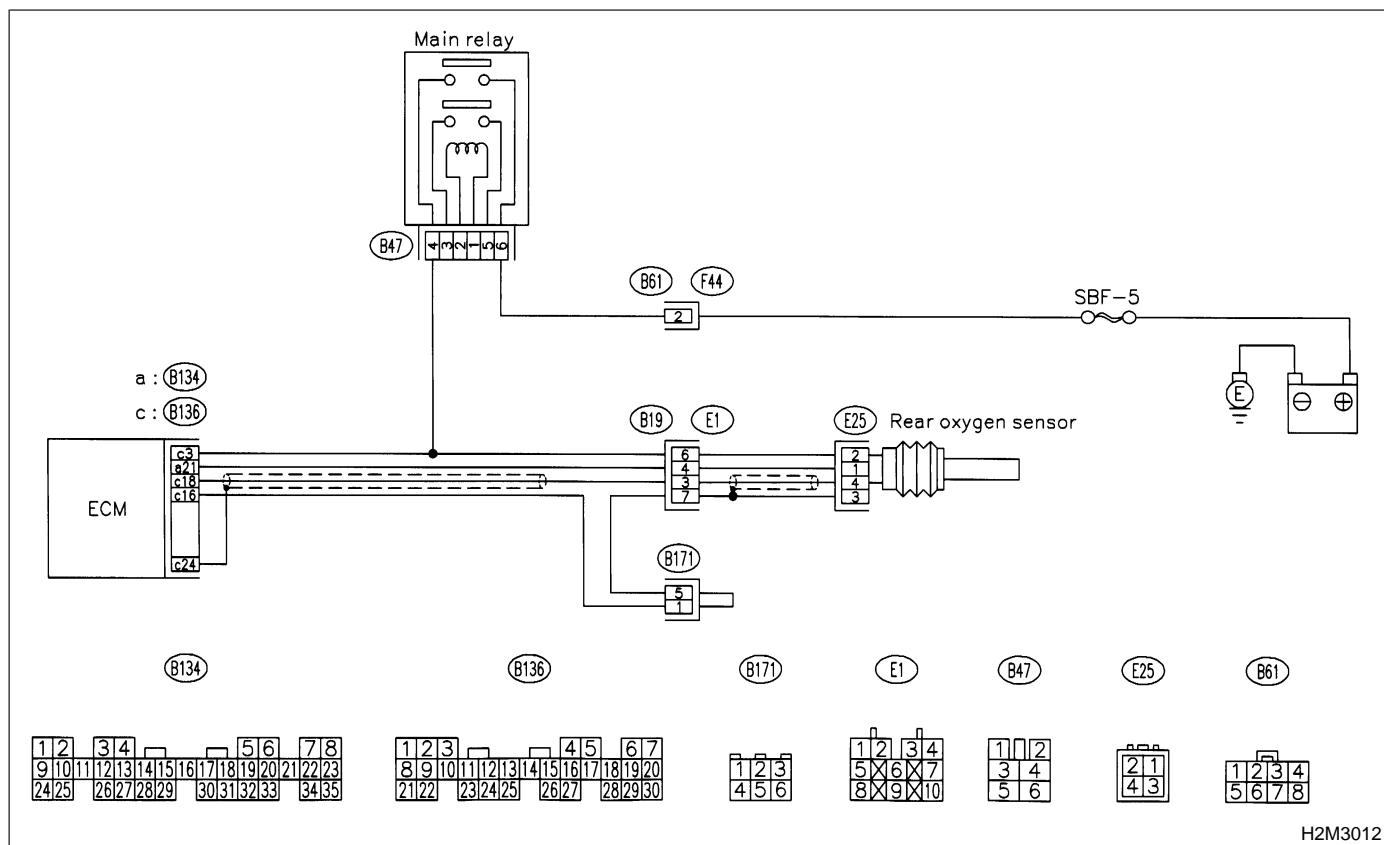 Main relay
B47
4 3 2 1 5 6
B61 F44
2
SBF-5
a : B134
c : B136
E
⊖ ⊕
B19 E1
E25 Rear oxygen sensor
ECM
c3
a21
c18
c16
c24
6
4
3
7
2
1
4
3
B171
5
1
B134
1 2 3 4 5 6 7 8
9 10 11 12 13 14 15 16 17 18 19 20 21 22 23
24 25 26 27 28 29 30 31 32 33 34 35
B136
1 2 3 4 5 6 7
8 9 10 11 12 13 14 15 16 17 18 19 20
21 22 23 24 25 26 27 28 29 30
B171
1 2 3
4 5 6
E1
1 2 3 4
5 6 7
8 9 10
B47
1 2
3 4
5 6
E25
2 1
4 3
B61
1 2 3 4
5 6 7 8
H2M3012